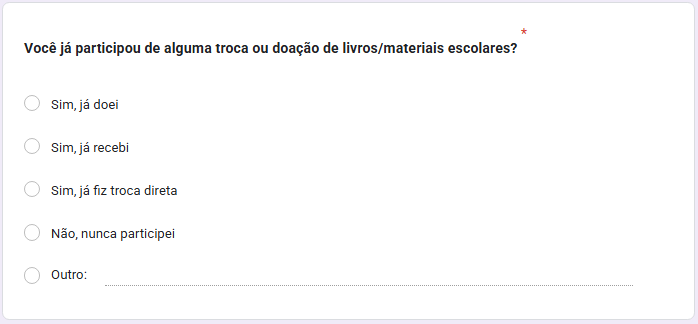 Você já participou de alguma troca ou doação de livros/materiais escolares? *
Sim, já doei
Sim, já recebi
Sim, já fiz troca direta
Não, nunca participei
Outro: